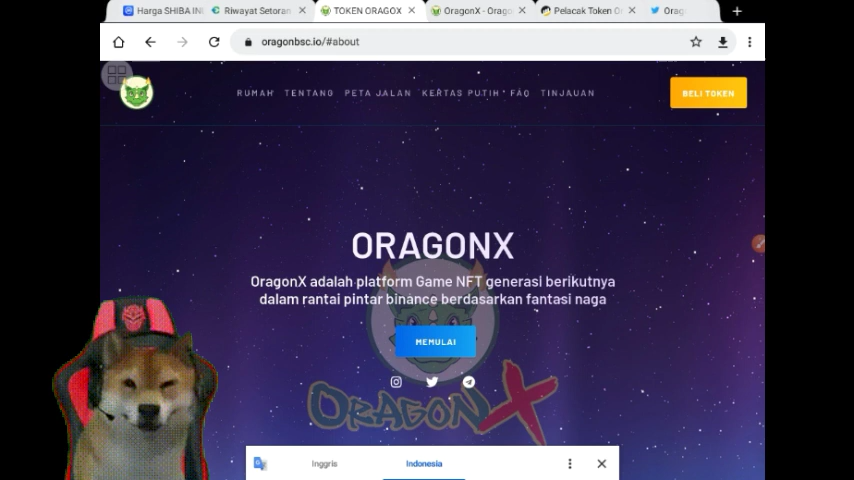 Harga SHIBA IN
Riwayat Setoran
TOKEN ORAGOX
OragonX - Orago
Pelacak Token O
Orag
oragonbsc.io/#about
RUMAH TENTANG PETA JALAN KERTAS PUTIH FAQ TINJAUAN
BELI TOKEN
ORAGONX
OragonX adalah platform Game NFT generasi berikutnya
dalam rantai pintar binance berdasarkan fantasi naga
MEMULAI
ORAGONX
Inggris
Indonesia